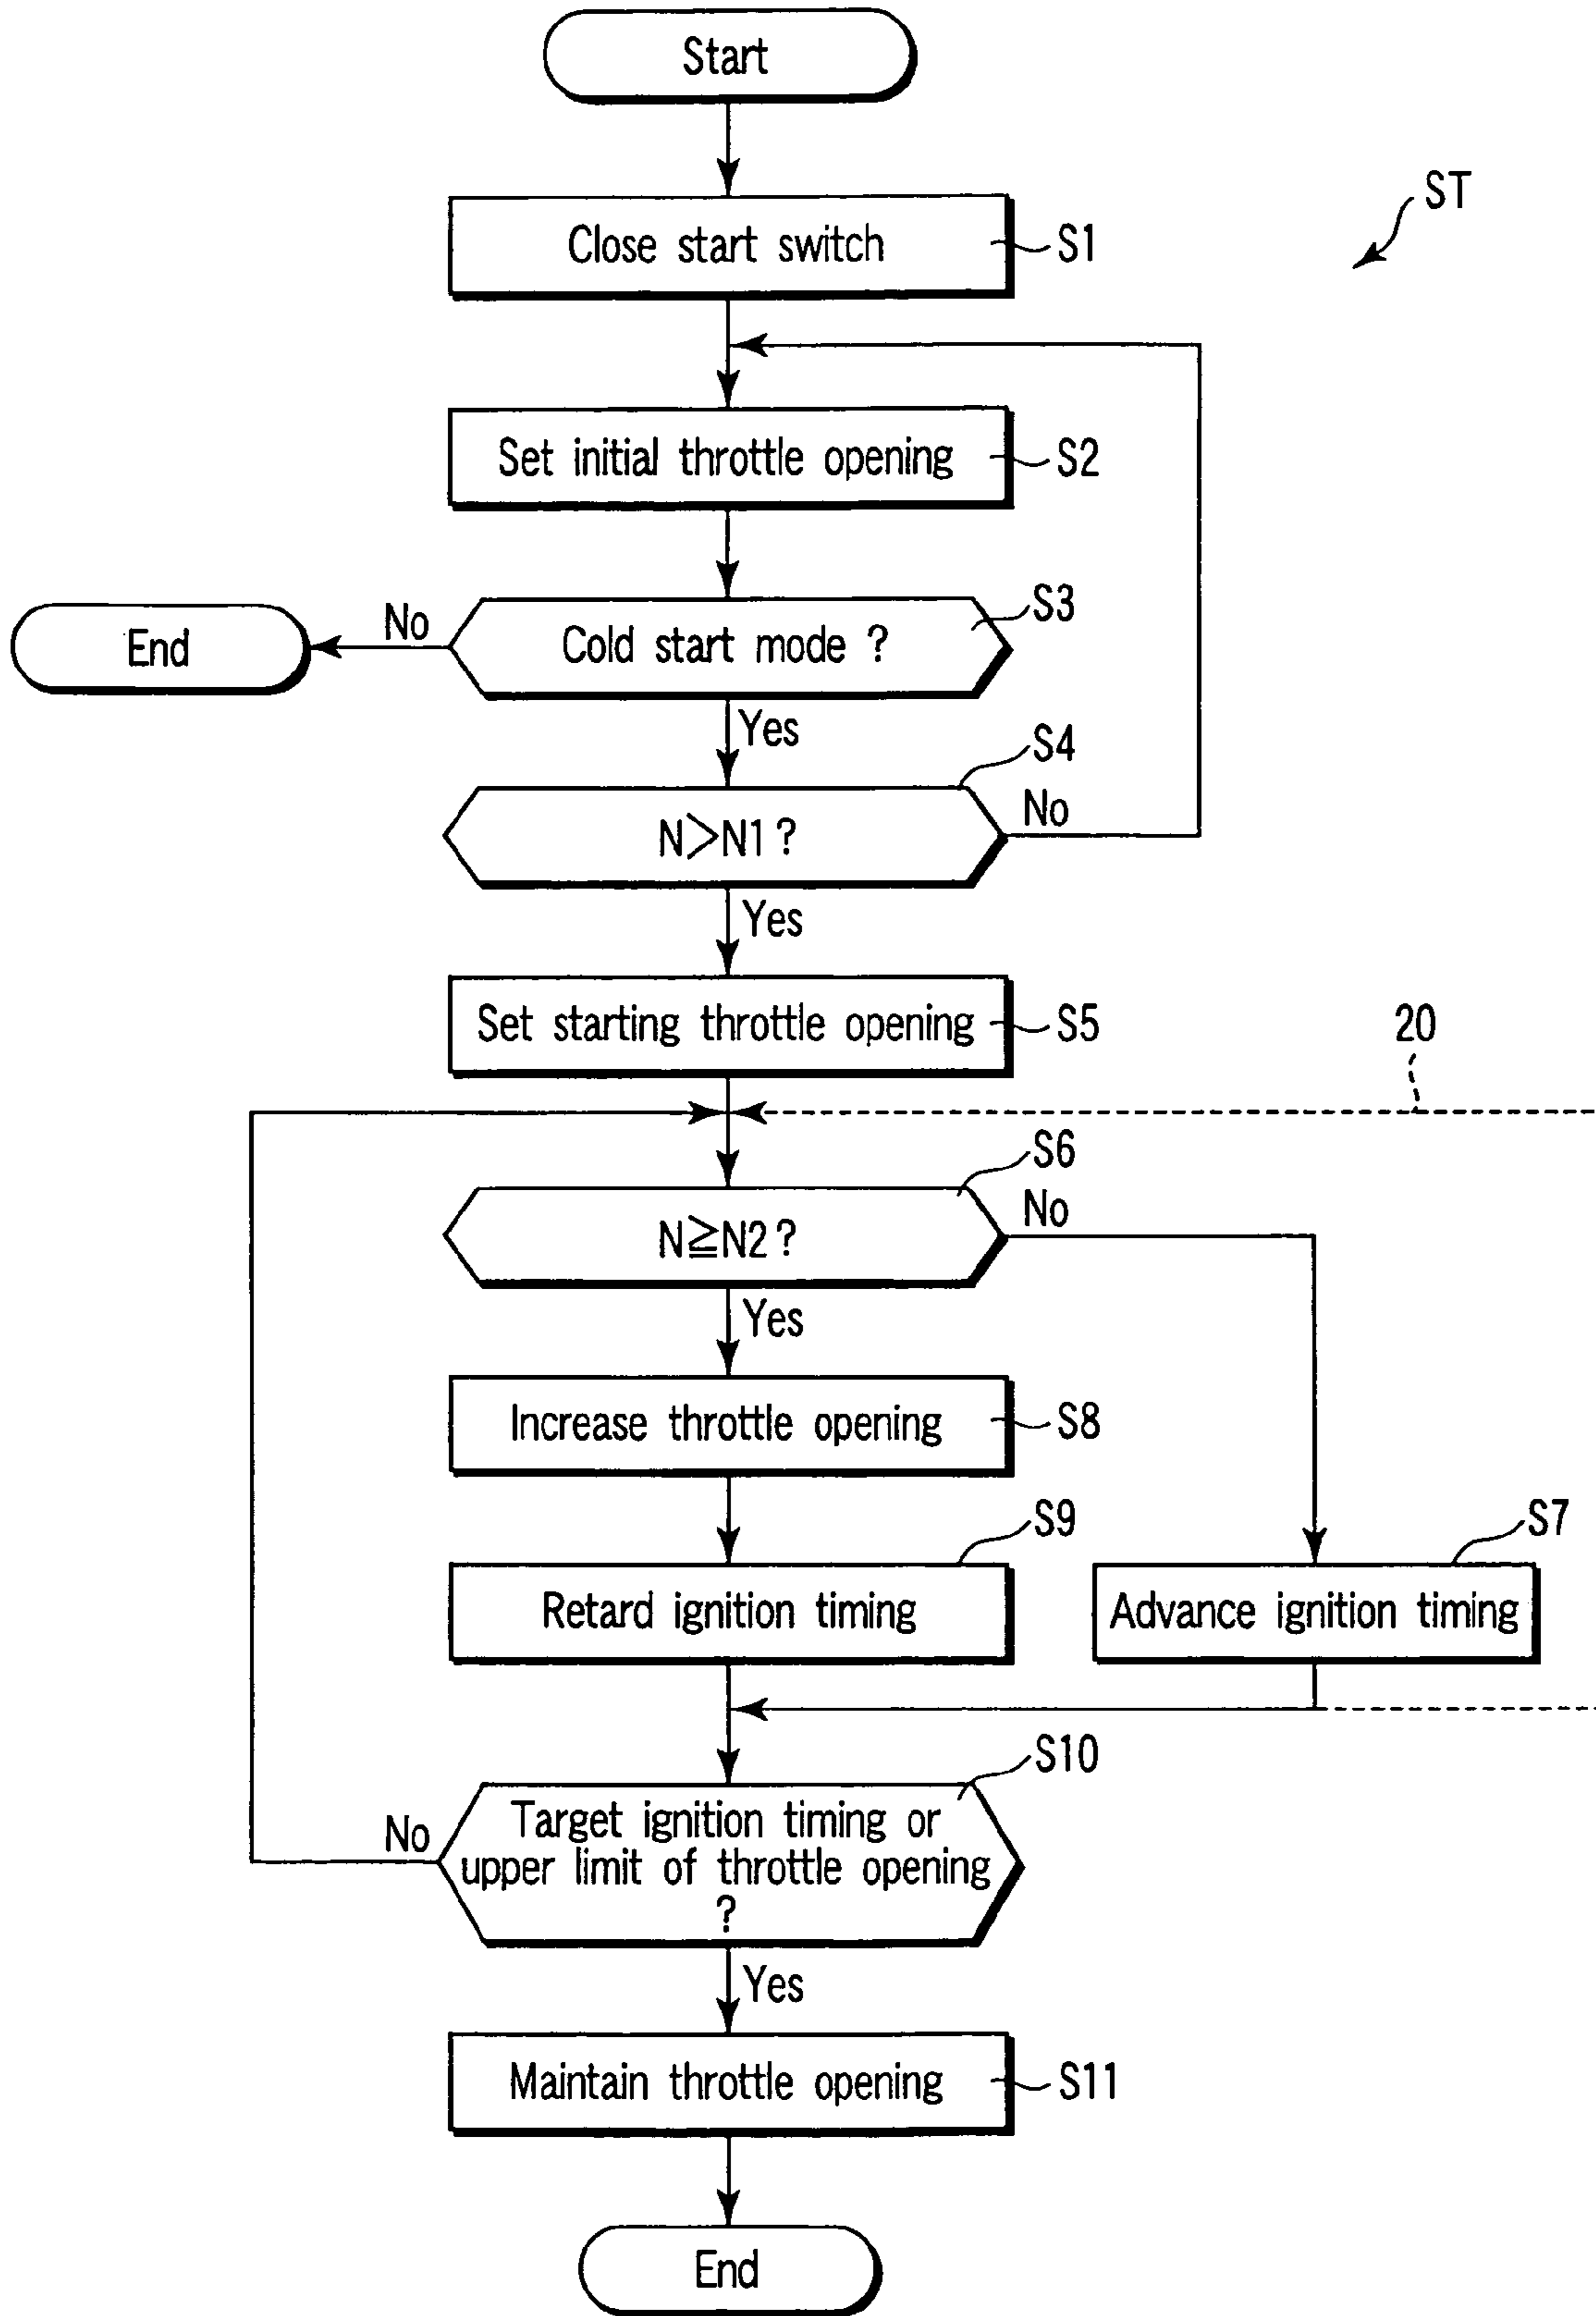 Start
ST
Close start switch
S1
Set initial throttle opening
S2
S3
End
No
Cold start mode ?
Yes
S4
N>N1 ?
No
Yes
Set starting throttle opening
S5
20
S6
N≧N2 ?
No
Yes
Increase throttle opening
S8
S9
S7
Retard ignition timing
Advance ignition timing
S10
No
Target ignition timing or
upper limit of throttle opening
?
Yes
Maintain throttle opening
S11
End